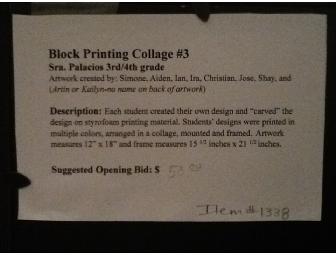 Block Printing Collage #3
Sra. Palacios 3rd/4th grade
Artwork created by: Simone, Aiden, Ian, Ira, Christian, Jose, Shay, and
(Artin or Kailyn-no name on back of artwork)
Description: Each student created their own design and "carved" the
design on styrofoam printing material. Students' designs were printed in
multiple colors, arranged in a collage, mounted and framed. Artwork
measures 12" x 18" and frame measures 15 1/2 inches x 21 1/2 inches.
Suggested Opening Bid: $
Item# 1338